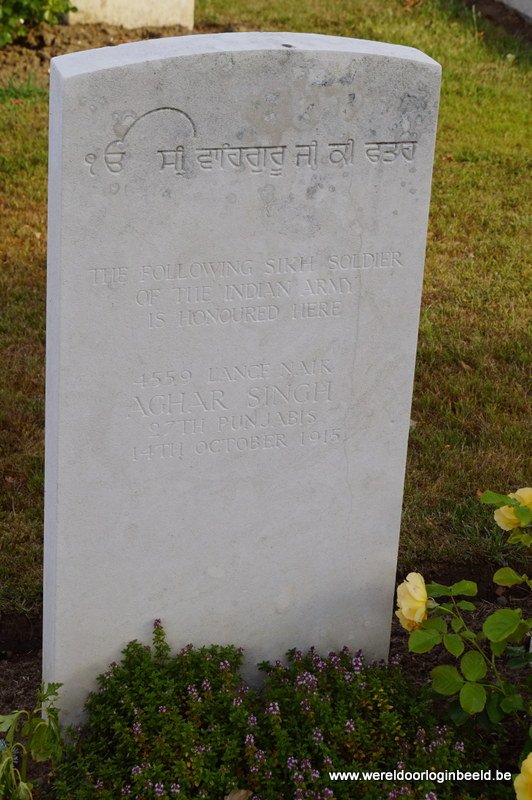 ੴ ਸ੍ਰੀ ਵਾਹਿਗੁਰੂ ਜੀ ਕੀ ਫਤਹ
THE FOLLOWING SIKH SOLDIER
OF THE INDIAN ARMY
IS HONOURED HERE
4559 LANCE NAIK
AGHAR SINGH
27TH PUNJABIS
14TH OCTOBER 1915
www.wereldoorloginbeeld.be